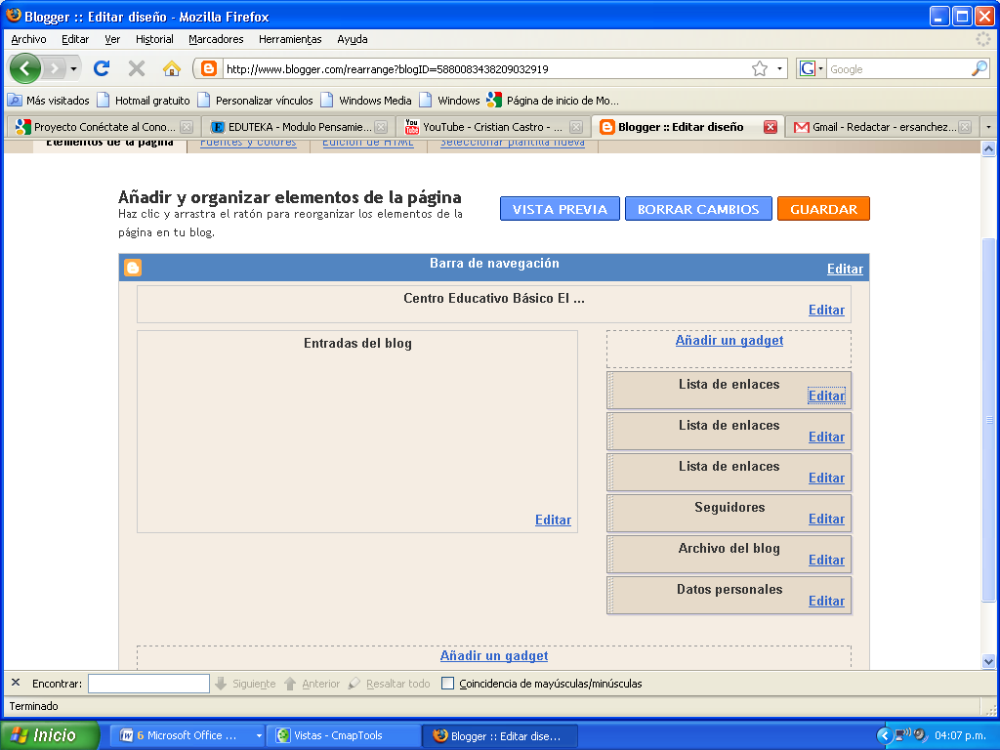 Blogger :: Editar diseño - Mozilla Firefox
Archivo Editar Ver Historial Marcadores Herramientas Ayuda
http://www.blogger.com/rearrange?blogID=5880083438209032919
G Google
Más visitados Hotmail gratuito Personalizar vínculos Windows Media Windows Página de inicio de Mo...
Proyecto Conéctate al Cono... EDUTEKA - Modulo Pensamie... YouTube - Cristian Castro - ... Blogger :: Editar diseño Gmail - Redactar - ersanchez...
Elementos de la página Fuentes y colores Edición de HTML Seleccionar plantilla nueva
Añadir y organizar elementos de la página
Haz clic y arrastra el ratón para reorganizar los elementos de la
página en tu blog.
VISTA PREVIA BORRAR CAMBIOS GUARDAR
Barra de navegación
Editar
Centro Educativo Básico El ...
Editar
Entradas del blog
Editar
Añadir un gadget
Lista de enlaces
Editar
Lista de enlaces
Editar
Lista de enlaces
Editar
Seguidores
Editar
Archivo del blog
Editar
Datos personales
Editar
Añadir un gadget
Encontrar: Siguiente Anterior Resaltar todo Coincidencia de mayúsculas/minúsculas
Terminado
Inicio 6 Microsoft Office ... Vistas - CmapTools Blogger :: Editar dise... 04:07 p.m.